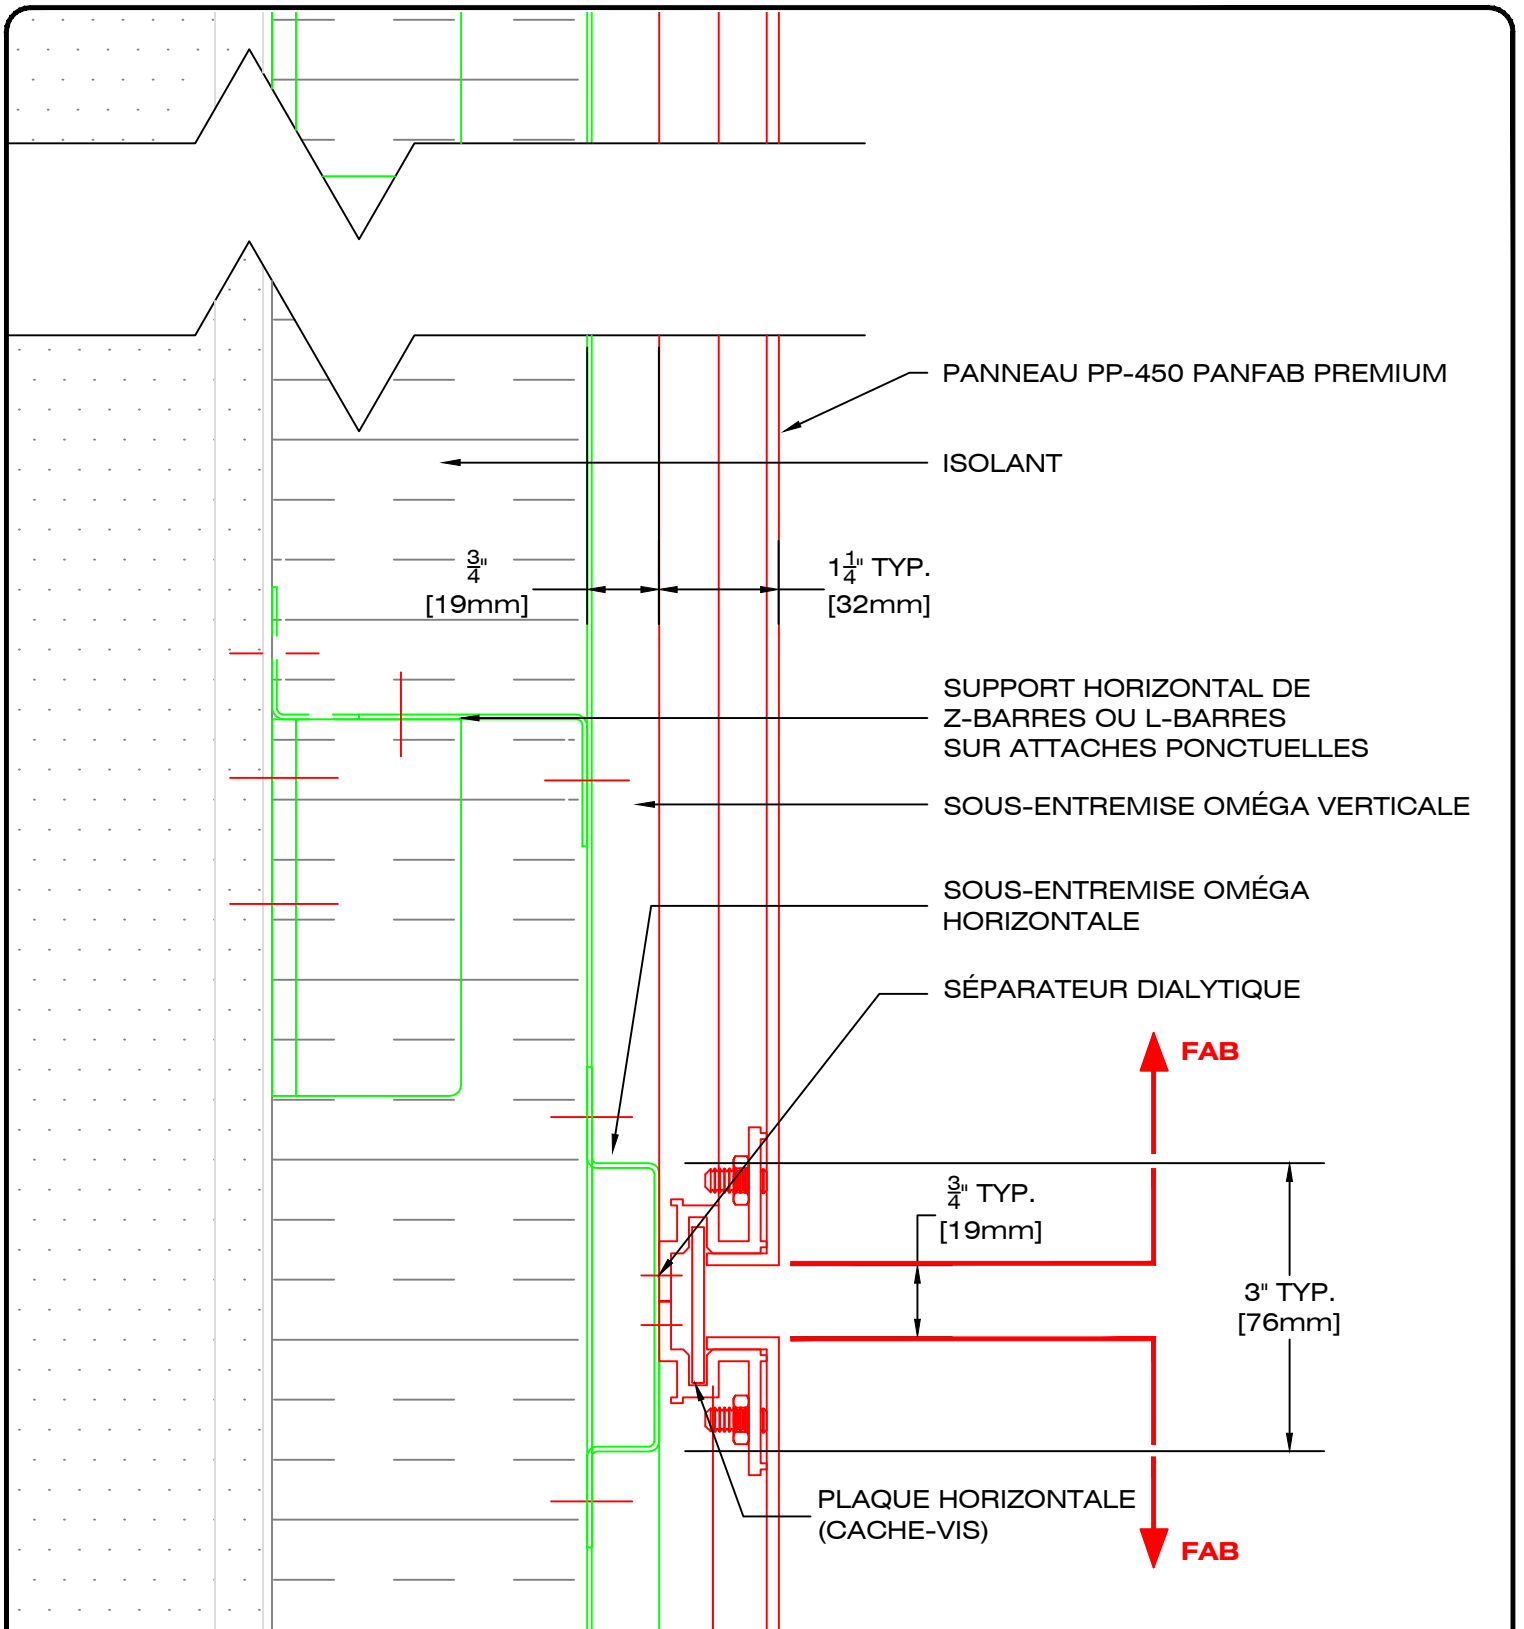 PANNEAU PP-450 PANFAB PREMIUM
ISOLANT
3/4"
[19mm]
1 1/4" TYP.
[32mm]
SUPPORT HORIZONTAL DE
Z-BARRES OU L-BARRES
SUR ATTACHES PONCTUELLES
SOUS-ENTREMISE OMÉGA VERTICALE
SOUS-ENTREMISE OMÉGA
HORIZONTALE
SÉPARATEUR DIALYTIQUE
FAB
3/4" TYP.
[19mm]
3" TYP.
[76mm]
PLAQUE HORIZONTALE
(CACHE-VIS)
FAB